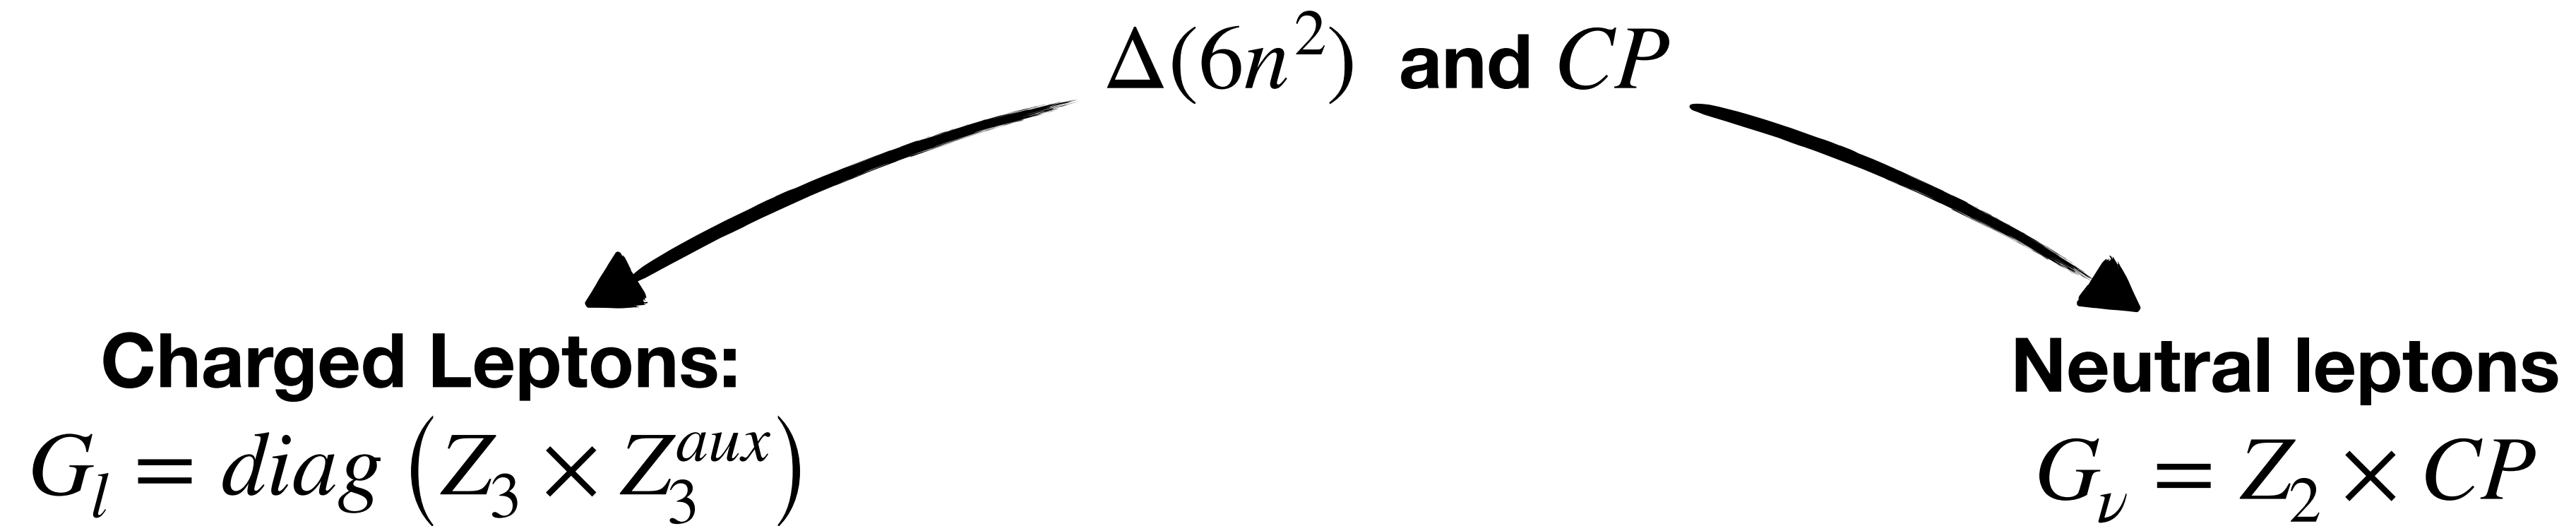 Δ(6n²) and CP
Charged Leptons:
G_l = diag (Z_3 × Z_3^{aux})
Neutral leptons
G_ν = Z_2 × CP